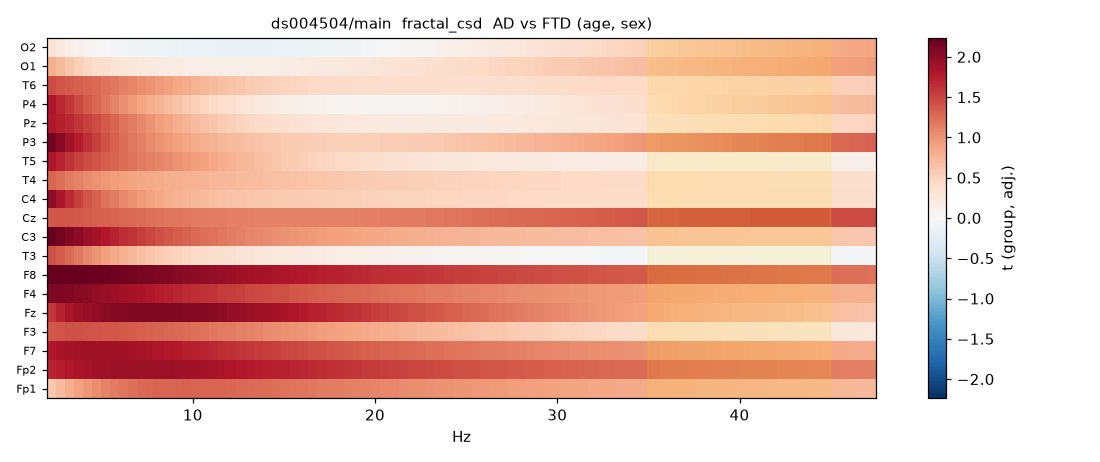 ds004504/main  fractal_csd  AD vs FTD (age, sex)
O2
O1
T6
P4
Pz
P3
T5
T4
C4
Cz
C3
T3
F8
F4
Fz
F3
F7
Fp2
Fp1
10 20 30 40
Hz
2.0
1.5
1.0
0.5
0.0
−0.5
−1.0
−1.5
−2.0
t (group, adj.)